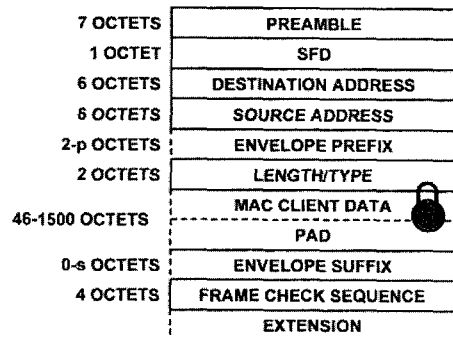 7 OCTETS PREAMBLE
1 OCTET SFD
6 OCTETS DESTINATION ADDRESS
6 OCTETS SOURCE ADDRESS
2-p OCTETS ENVELOPE PREFIX
2 OCTETS LENGTH/TYPE
MAC CLIENT DATA
46-1500 OCTETS
PAD
0-s OCTETS ENVELOPE SUFFIX
4 OCTETS FRAME CHECK SEQUENCE
EXTENSION